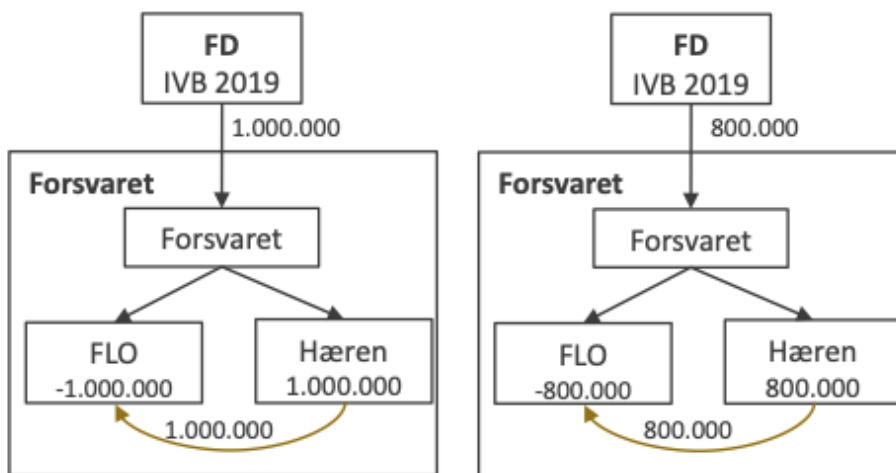 FD
IVB 2019
1.000.000
Forsvaret
Forsvaret
FLO
-1.000.000
Hæren
1.000.000
1.000.000
FD
IVB 2019
800.000
Forsvaret
Forsvaret
FLO
-800.000
Hæren
800.000
800.000